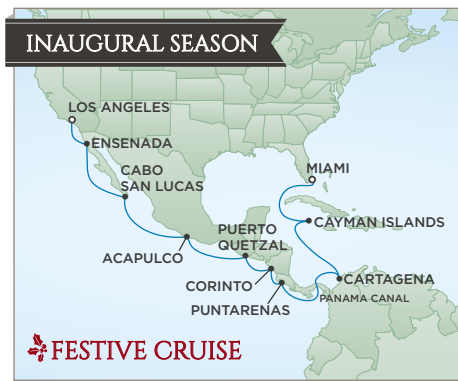 INAUGURAL SEASON
LOS ANGELES
ENSENADA
CABO
SAN LUCAS
MIAMI
CAYMAN ISLANDS
PUERTO
QUETZAL
ACAPULCO
CORINTO
CARTAGENA
PANAMA CANAL
PUNTARENAS
FESTIVE CRUISE